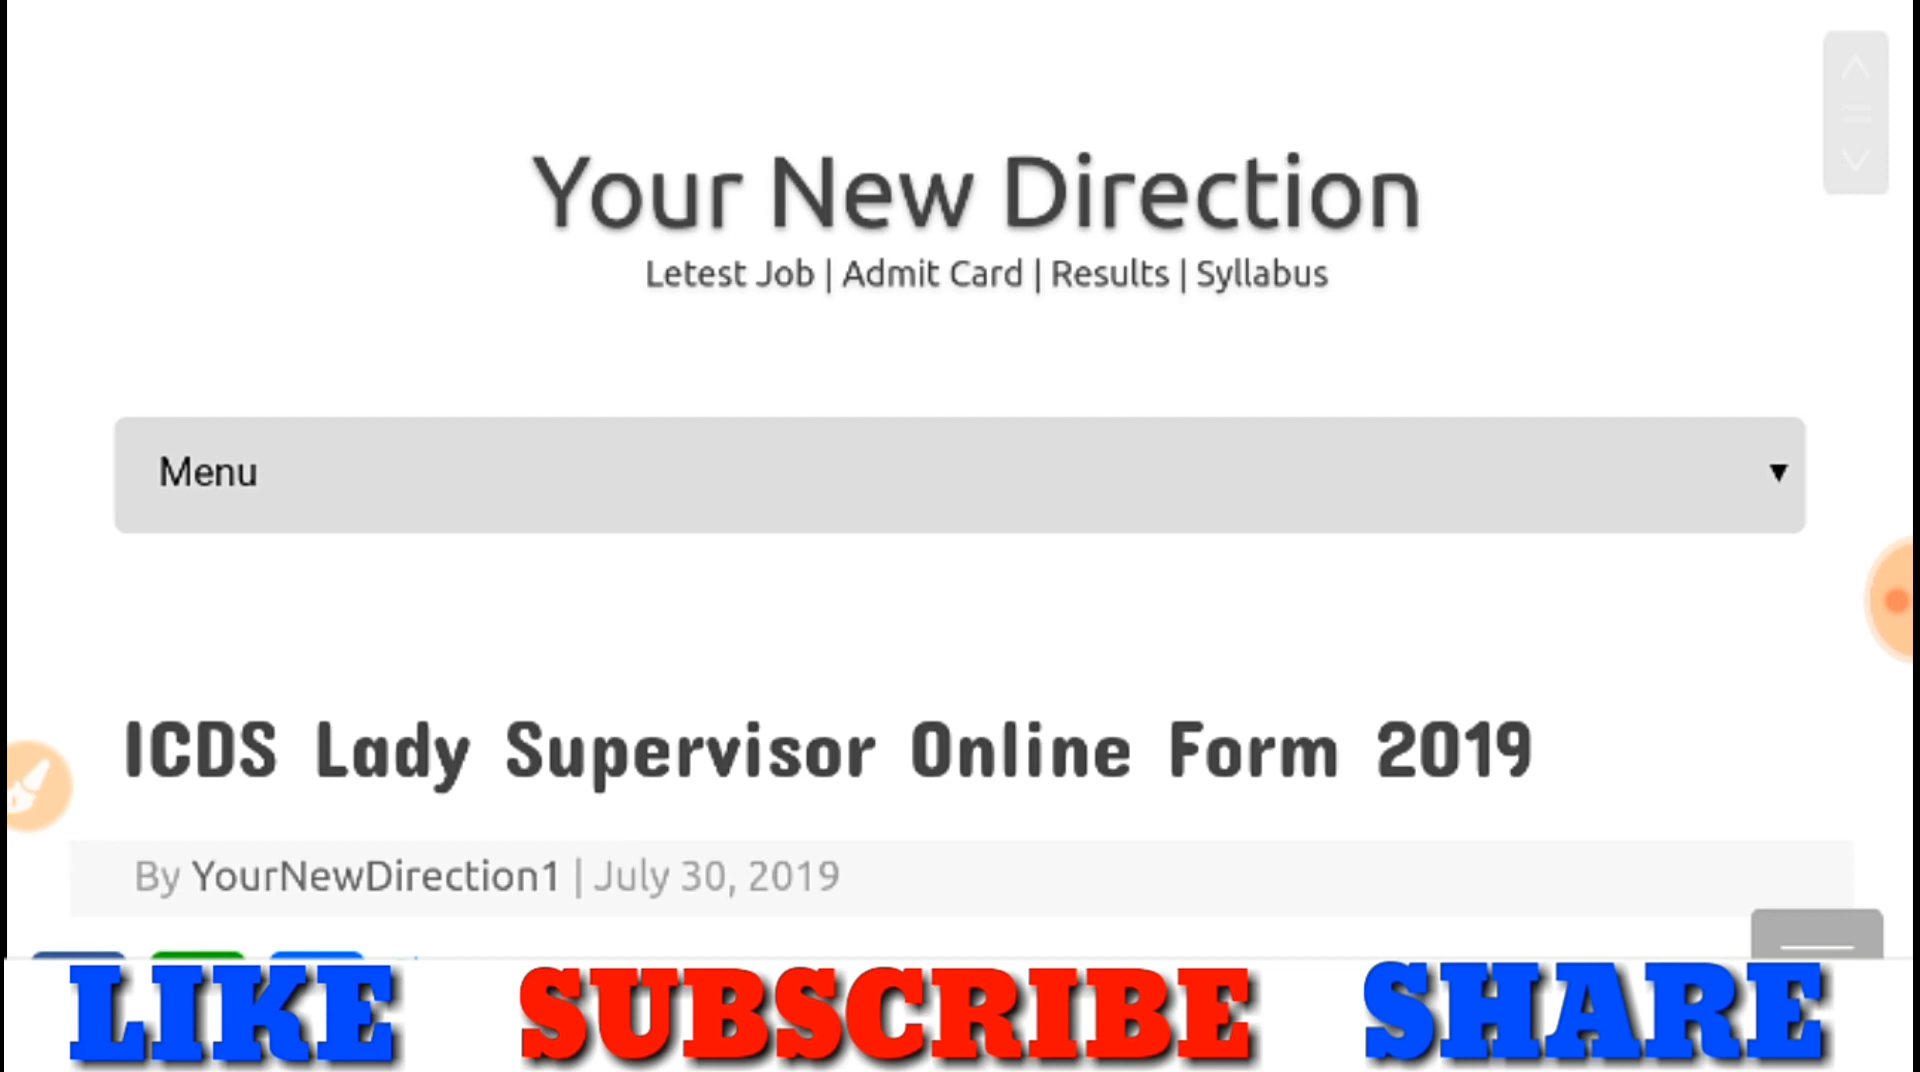 Your New Direction
Letest Job | Admit Card | Results | Syllabus
Menu
ICDS Lady Supervisor Online Form 2019
By YourNewDirection1 | July 30, 2019
LIKE SUBSCRIBE SHARE